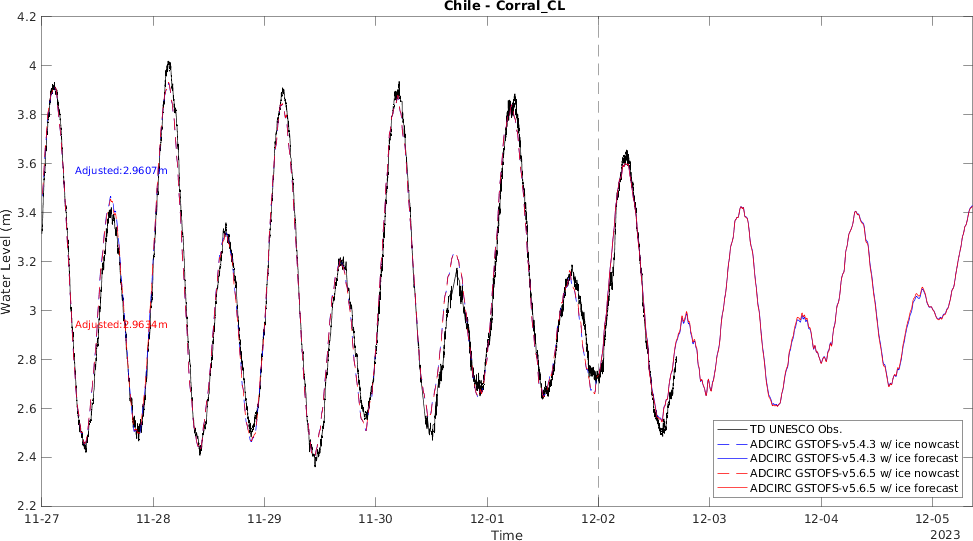 Chile - Corral_CL
4.2
4
3.8
3.6
3.4
3.2
3
2.8
2.6
2.4
2.2
Water Level (m)
Adjusted:2.9607m
Adjusted:2.9634m
TD UNESCO Obs.
ADCIRC GSTOFS-v5.4.3 w/ ice nowcast
ADCIRC GSTOFS-v5.4.3 w/ ice forecast
ADCIRC GSTOFS-v5.6.5 w/ ice nowcast
ADCIRC GSTOFS-v5.6.5 w/ ice forecast
11-27 11-28 11-29 11-30 12-01 12-02 12-03 12-04 12-05
Time
2023